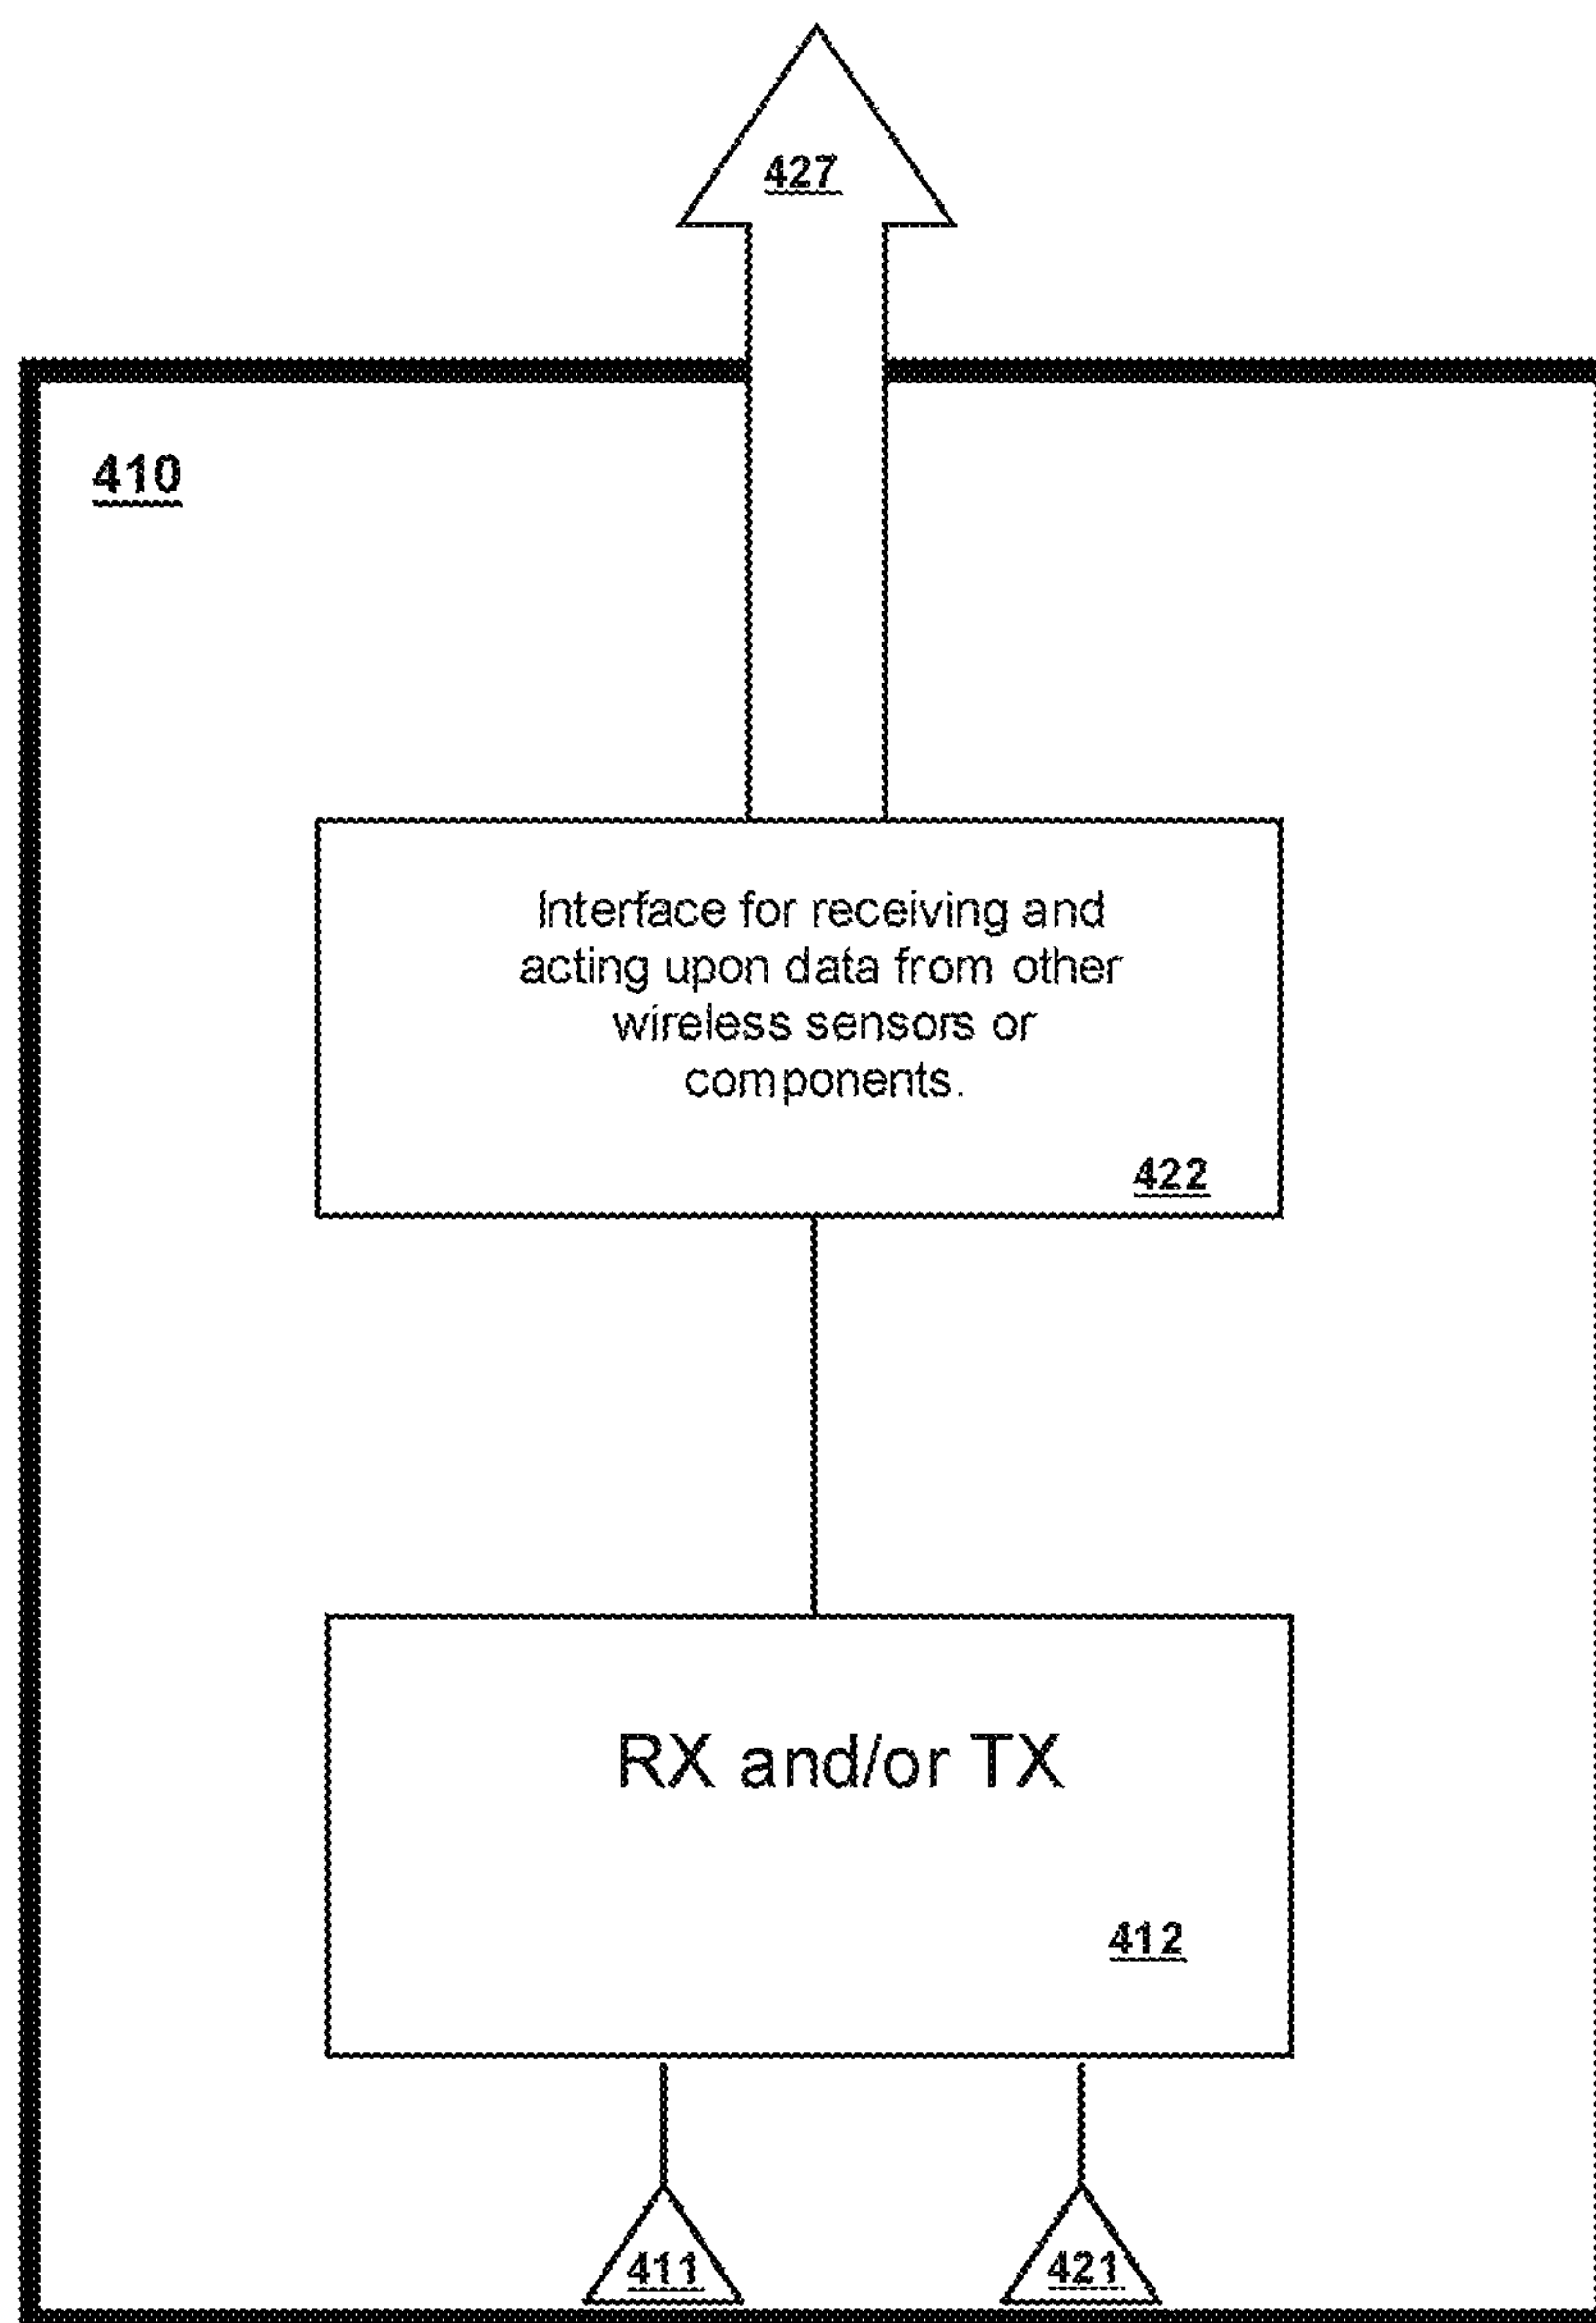 427
410
Interface for receiving and
acting upon data from other
wireless sensors or
components.
422
RX and/or TX
412
411
421